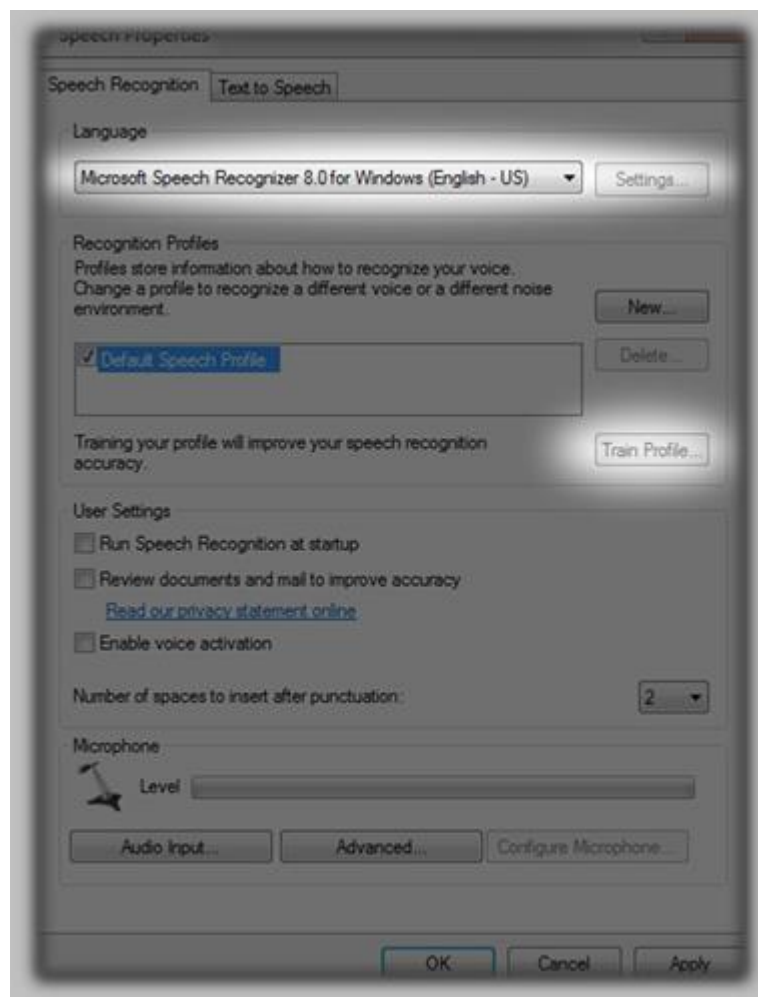 Speech Properties
Speech Recognition
Text to Speech
Language
Microsoft Speech Recognizer 8.0 for Windows (English - US)
Settings...
Recognition Profiles
Profiles store information about how to recognize your voice.
Change a profile to recognize a different voice or a different noise
environment.
New...
Default Speech Profile
Delete...
Training your profile will improve your speech recognition
accuracy.
Train Profile...
User Settings
Run Speech Recognition at startup
Review documents and mail to improve accuracy
Read our privacy statement online
Enable voice activation
Number of spaces to insert after punctuation:
2
Microphone
Level
Audio Input...
Advanced...
Configure Microphone...
OK
Cancel
Apply